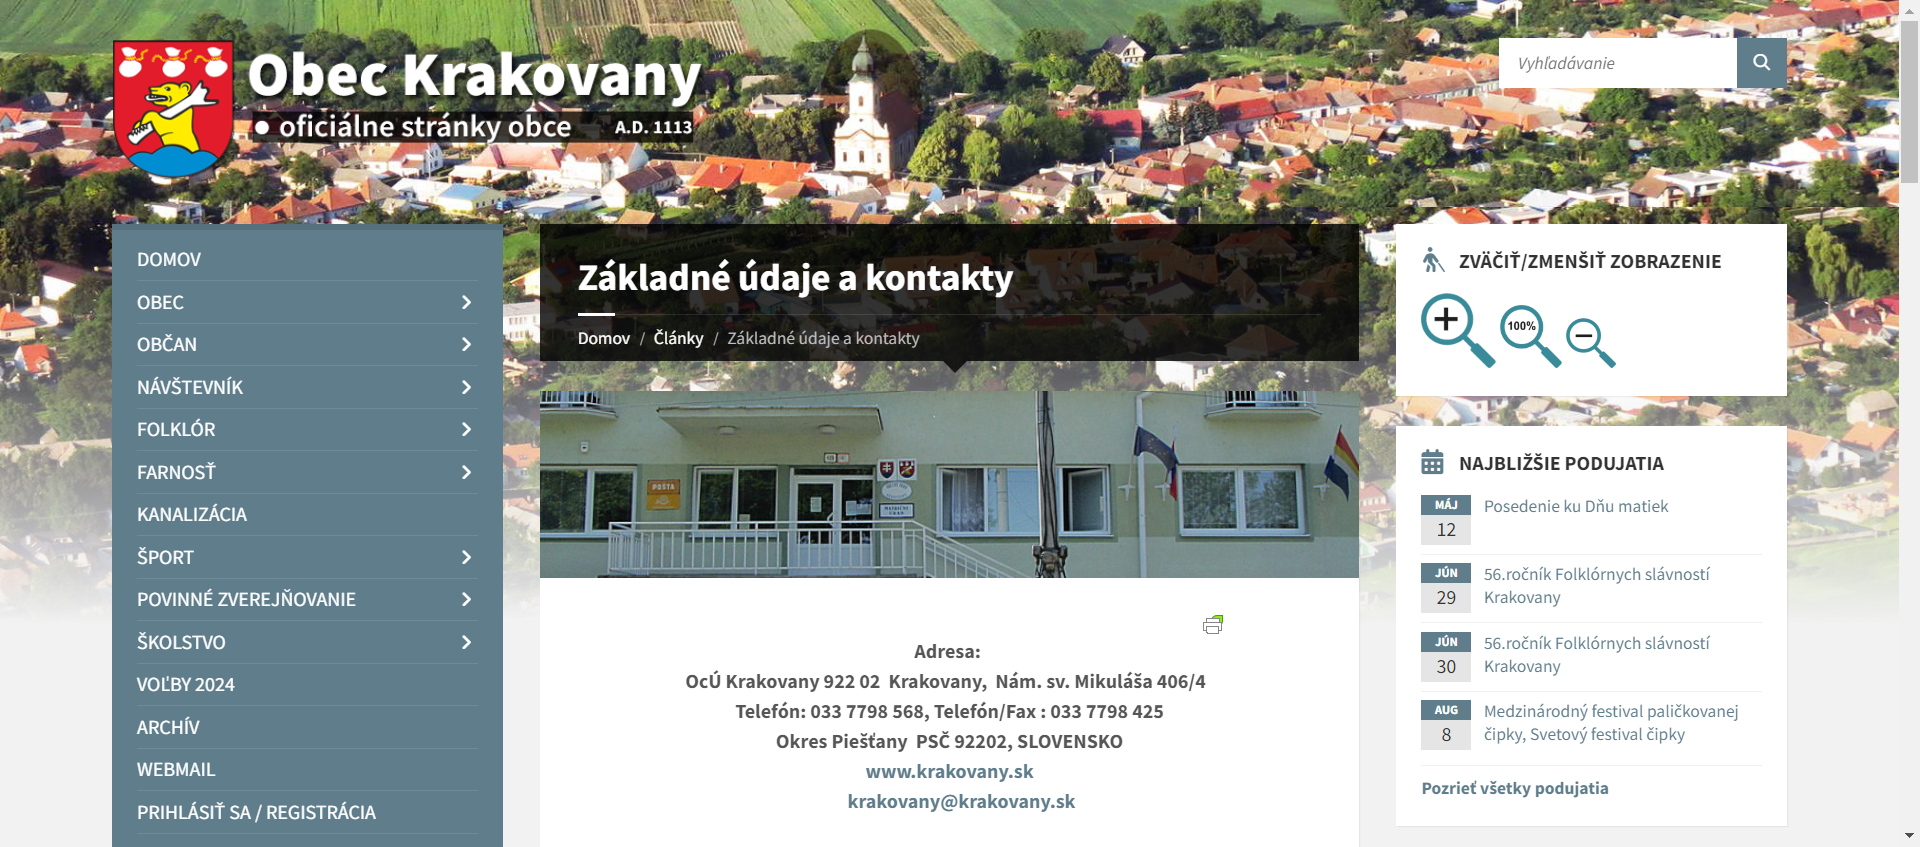 Obec Krakovany
oficiálne stránky obce A.D. 1113
Vyhľadávanie
DOMOV
OBEC
OBČAN
NÁVŠTEVNÍK
FOLKLÓR
FARNOSŤ
KANALIZÁCIA
ŠPORT
POVINNÉ ZVEREJŇOVANIE
ŠKOLSTVO
VOĽBY 2024
ARCHÍV
WEBMAIL
PRIHLÁSIŤ SA / REGISTRÁCIA
Základné údaje a kontakty
Domov / Články / Základné údaje a kontakty
POŠTA
MATRIČNÝ
ÚRAD
Adresa:
OcÚ Krakovany 922 02 Krakovany, Nám. sv. Mikuláša 406/4
Telefón: 033 7798 568, Telefón/Fax : 033 7798 425
Okres Piešťany PSČ 92202, SLOVENSKO
www.krakovany.sk
krakovany@krakovany.sk
ZVÄČIŤ/ZMENŠIŤ ZOBRAZENIE
100%
NAJBLIŽŠIE PODUJATIA
MÁJ
12
Posedenie ku Dňu matiek
JÚN
29
56.ročník Folklórnych slávností
Krakovany
JÚN
30
56.ročník Folklórnych slávností
Krakovany
AUG
8
Medzinárodný festival paličkovanej
čipky, Svetový festival čipky
Pozrieť všetky podujatia